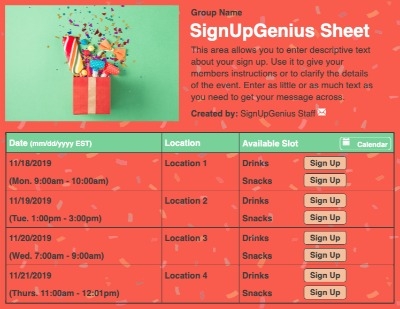 Group Name
SignUpGenius Sheet
This area allows you to enter descriptive text
about your sign up. Use it to give your
members instructions or to clarify the details
of the event. Enter as little or as much text as
you need to get your message across.
Created by: SignUpGenius Staff
Date (mm/dd/yyyy EST) Location Available Slot Calendar
11/18/2019 Location 1 Drinks Sign Up
(Mon. 9:00am - 10:00am) Snacks Sign Up
11/19/2019 Location 2 Drinks Sign Up
(Tue. 1:00pm - 3:00pm) Snacks Sign Up
11/20/2019 Location 3 Drinks Sign Up
(Wed. 7:00am - 9:00am) Snacks Sign Up
11/21/2019 Location 4 Drinks Sign Up
(Thurs. 11:00am - 12:01pm) Snacks Sign Up